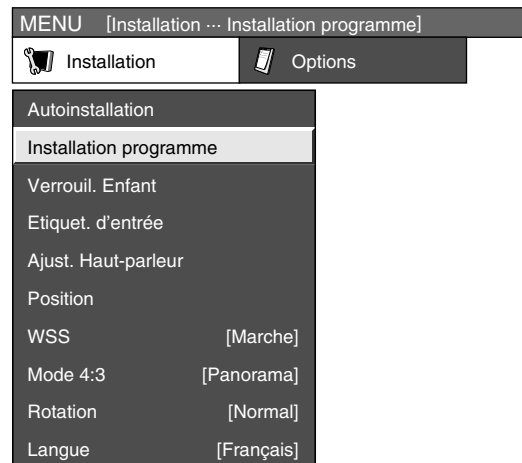 MENU [Installation ··· Installation programme]
Installation Options
Autoinstallation
Installation programme
Verrouil. Enfant
Etiquet. d'entrée
Ajust. Haut-parleur
Position
WSS [Marche]
Mode 4:3 [Panorama]
Rotation [Normal]
Langue [Français]